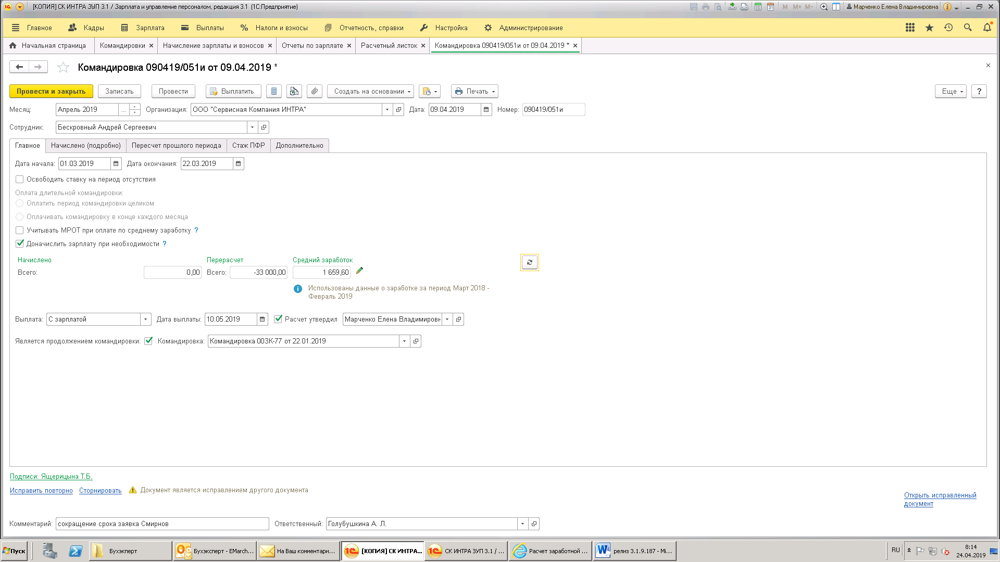 [КОПИЯ] СК ИНТРА ЗУП 3.1 / Зарплата и управление персоналом, редакция 3.1 (1С:Предприятие)
M M+ M- Марченко Елена Владимировна
Главное Кадры Зарплата Выплаты Налоги и взносы Отчетность, справки Настройка Администрирование
Начальная страница Командировки Начисление зарплаты и взносов Отчеты по зарплате Расчетный листок Командировка 090419/051и от 09.04.2019 *
Командировка 090419/051и от 09.04.2019 *
Провести и закрыть Записать Провести Выплатить Создать на основании Печать Еще ?
Месяц: Апрель 2019 ... Организация: ООО "Сервисная Компания ИНТРА" Дата: 09.04.2019 Номер: 090419/051и
Сотрудник: Бескровный Андрей Сергеевич
Главное Начислено (подробно) Пересчет прошлого периода Стаж ПФР Дополнительно
Дата начала: 01.03.2019 Дата окончания: 22.03.2019
Освободить ставку на период отсутствия
Оплата длительной командировки:
Оплатить период командировки целиком
Оплачивать командировку в конце каждого месяца
Учитывать МРОТ при оплате по среднему заработку ?
Доначислить зарплату при необходимости ?
Начислено Перерасчет Средний заработок
Всего: 0,00 Всего: -33 000,00 1 659,60
Использованы данные о заработке за период Март 2018 -
Февраль 2019
Выплата: С зарплатой Дата выплаты: 10.05.2019 Расчет утвердил Марченко Елена Владимировн
Является продолжением командировки: Командировка: Командировка 00ЗК-77 от 22.01.2019
Подписи: Ящерицына Т.Б.
Исправить повторно Сторнировать Документ является исправлением другого документа
Открыть исправленный
документ
Комментарий: сокращение срока заявка Смирнов Ответственный: Голубушкина А. Л.
Пуск Бухэкперт Бухэксперт - EMarch... На Ваш комментари... [КОПИЯ] СК ИНТРА... СК ИНТРА ЗУП 3.1 / ... Расчет заработной ... релиз 3.1.9.187 - Mi... RU 8:14
24.04.2019